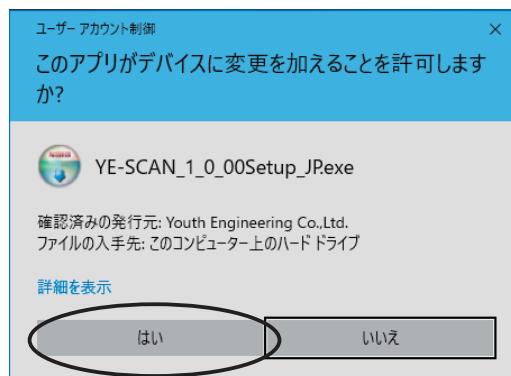 ユーザー アカウント制御
このアプリがデバイスに変更を加えることを許可します
か?
YE-SCAN_1_0_00Setup_JP.exe
確認済みの発行元: Youth Engineering Co.,Ltd.
ファイルの入手先: このコンピューター上のハード ドライブ
詳細を表示
はい
いいえ